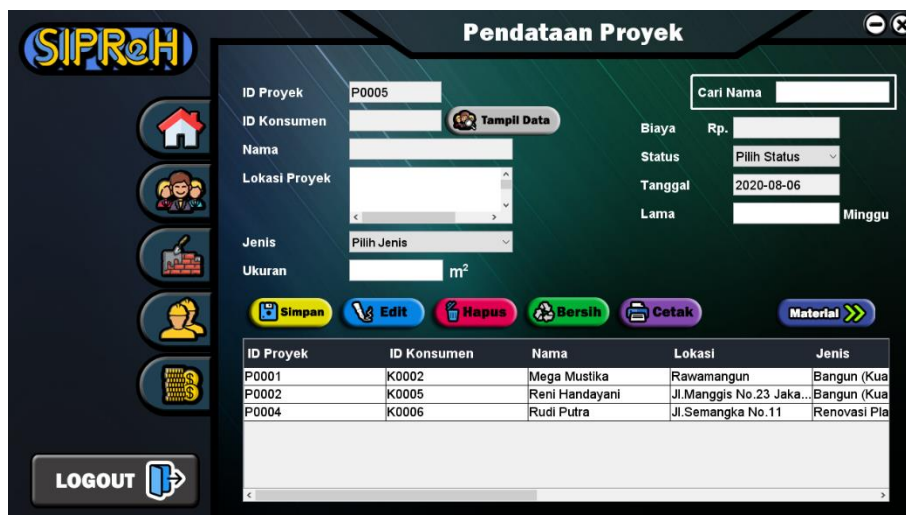 SIPR2H
Pendataan Proyek
ID Proyek P0005
Cari Nama
ID Konsumen Tampil Data
Biaya Rp.
Nama
Status Pilih Status
Lokasi Proyek
Tanggal 2020-08-06
Lama Minggu
Jenis Pilih Jenis
Ukuran m²
Simpan Edit Hapus Bersih Cetak Material
ID Proyek ID Konsumen Nama Lokasi Jenis
P0001 K0002 Mega Mustika Rawamangun Bangun (Kua
P0002 K0005 Reni Handayani Jl.Manggis No.23 Jaka... Bangun (Kua
P0004 K0006 Rudi Putra Jl.Semangka No.11 Renovasi Pla
LOGOUT